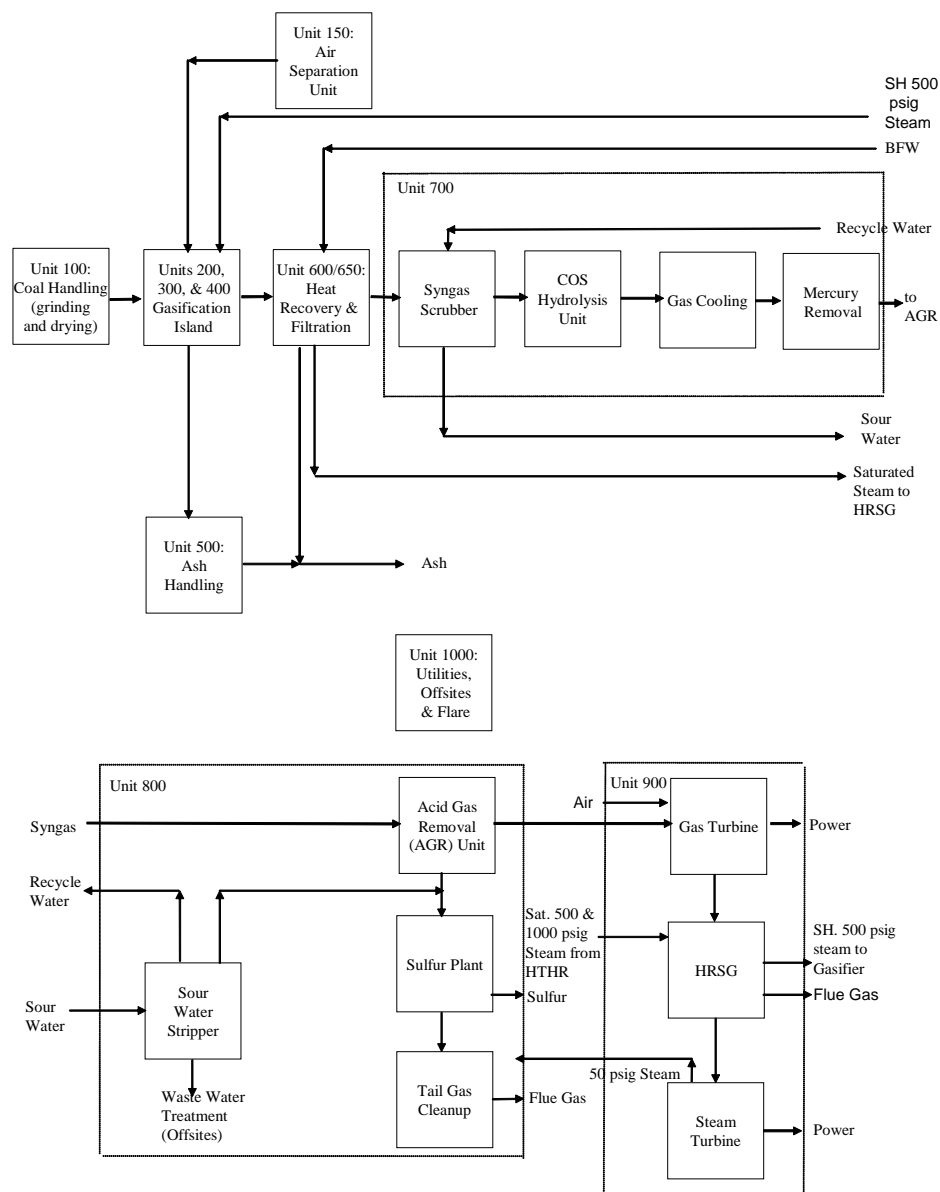 Unit 150:
Air
Separation
Unit
SH 500
psig
Steam
BFW
Unit 700
Recycle Water
Unit 100:
Coal Handling
(grinding
and drying)
Units 200,
300, & 400
Gasification
Island
Unit 600/650:
Heat
Recovery &
Filtration
Syngas
Scrubber
COS
Hydrolysis
Unit
Gas Cooling
Mercury
Removal
to
AGR
Sour
Water
Saturated
Steam to
HRSG
Unit 500:
Ash
Handling
Ash
Unit 1000:
Utilities,
Offsites
& Flare
Unit 800
Syngas
Acid Gas
Removal
(AGR) Unit
Unit 900
Air
Gas Turbine
Power
Recycle
Water
Sat. 500 &
1000 psig
Steam from
HTHR
Sulfur Plant
Sulfur
HRSG
SH. 500 psig
steam to
Gasifier
Flue Gas
Sour
Water
Sour
Water
Stripper
Waste Water
Treatment
(Offsites)
Tail Gas
Cleanup
Flue Gas
50 psig Steam
Steam
Turbine
Power